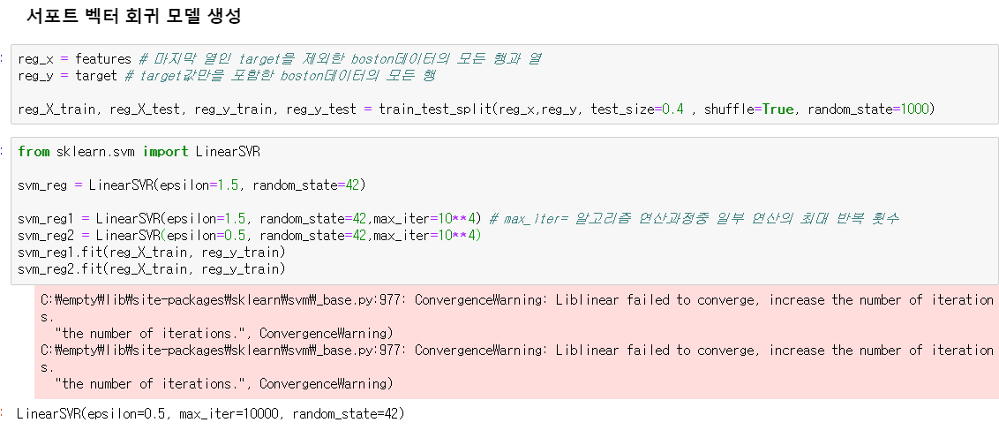 서포트 벡터 회귀 모델 생성
reg_x = features # 마지막 열인 target을 제외한 boston데이터의 모든 행과 열
reg_y = target # target값만을 포함한 boston데이터의 모든 행
reg_X_train, reg_X_test, reg_y_train, reg_y_test = train_test_split(reg_x,reg_y, test_size=0.4 , shuffle=True, random_state=1000)
from sklearn.svm import LinearSVR
svm_reg = LinearSVR(epsilon=1.5, random_state=42)
svm_reg1 = LinearSVR(epsilon=1.5, random_state=42,max_iter=10**4) # max_iter= 알고리즘 연산과정중 일부 연산의 최대 반복 횟수
svm_reg2 = LinearSVR(epsilon=0.5, random_state=42,max_iter=10**4)
svm_reg1.fit(reg_X_train, reg_y_train)
svm_reg2.fit(reg_X_train, reg_y_train)
C:₩empty₩lib₩site-packages₩sklearn₩svm₩_base.py:977: ConvergenceWarning: Liblinear failed to converge, increase the number of iteration
s.
"the number of iterations.", ConvergenceWarning)
C:₩empty₩lib₩site-packages₩sklearn₩svm₩_base.py:977: ConvergenceWarning: Liblinear failed to converge, increase the number of iteration
s.
"the number of iterations.", ConvergenceWarning)
LinearSVR(epsilon=0.5, max_iter=10000, random_state=42)